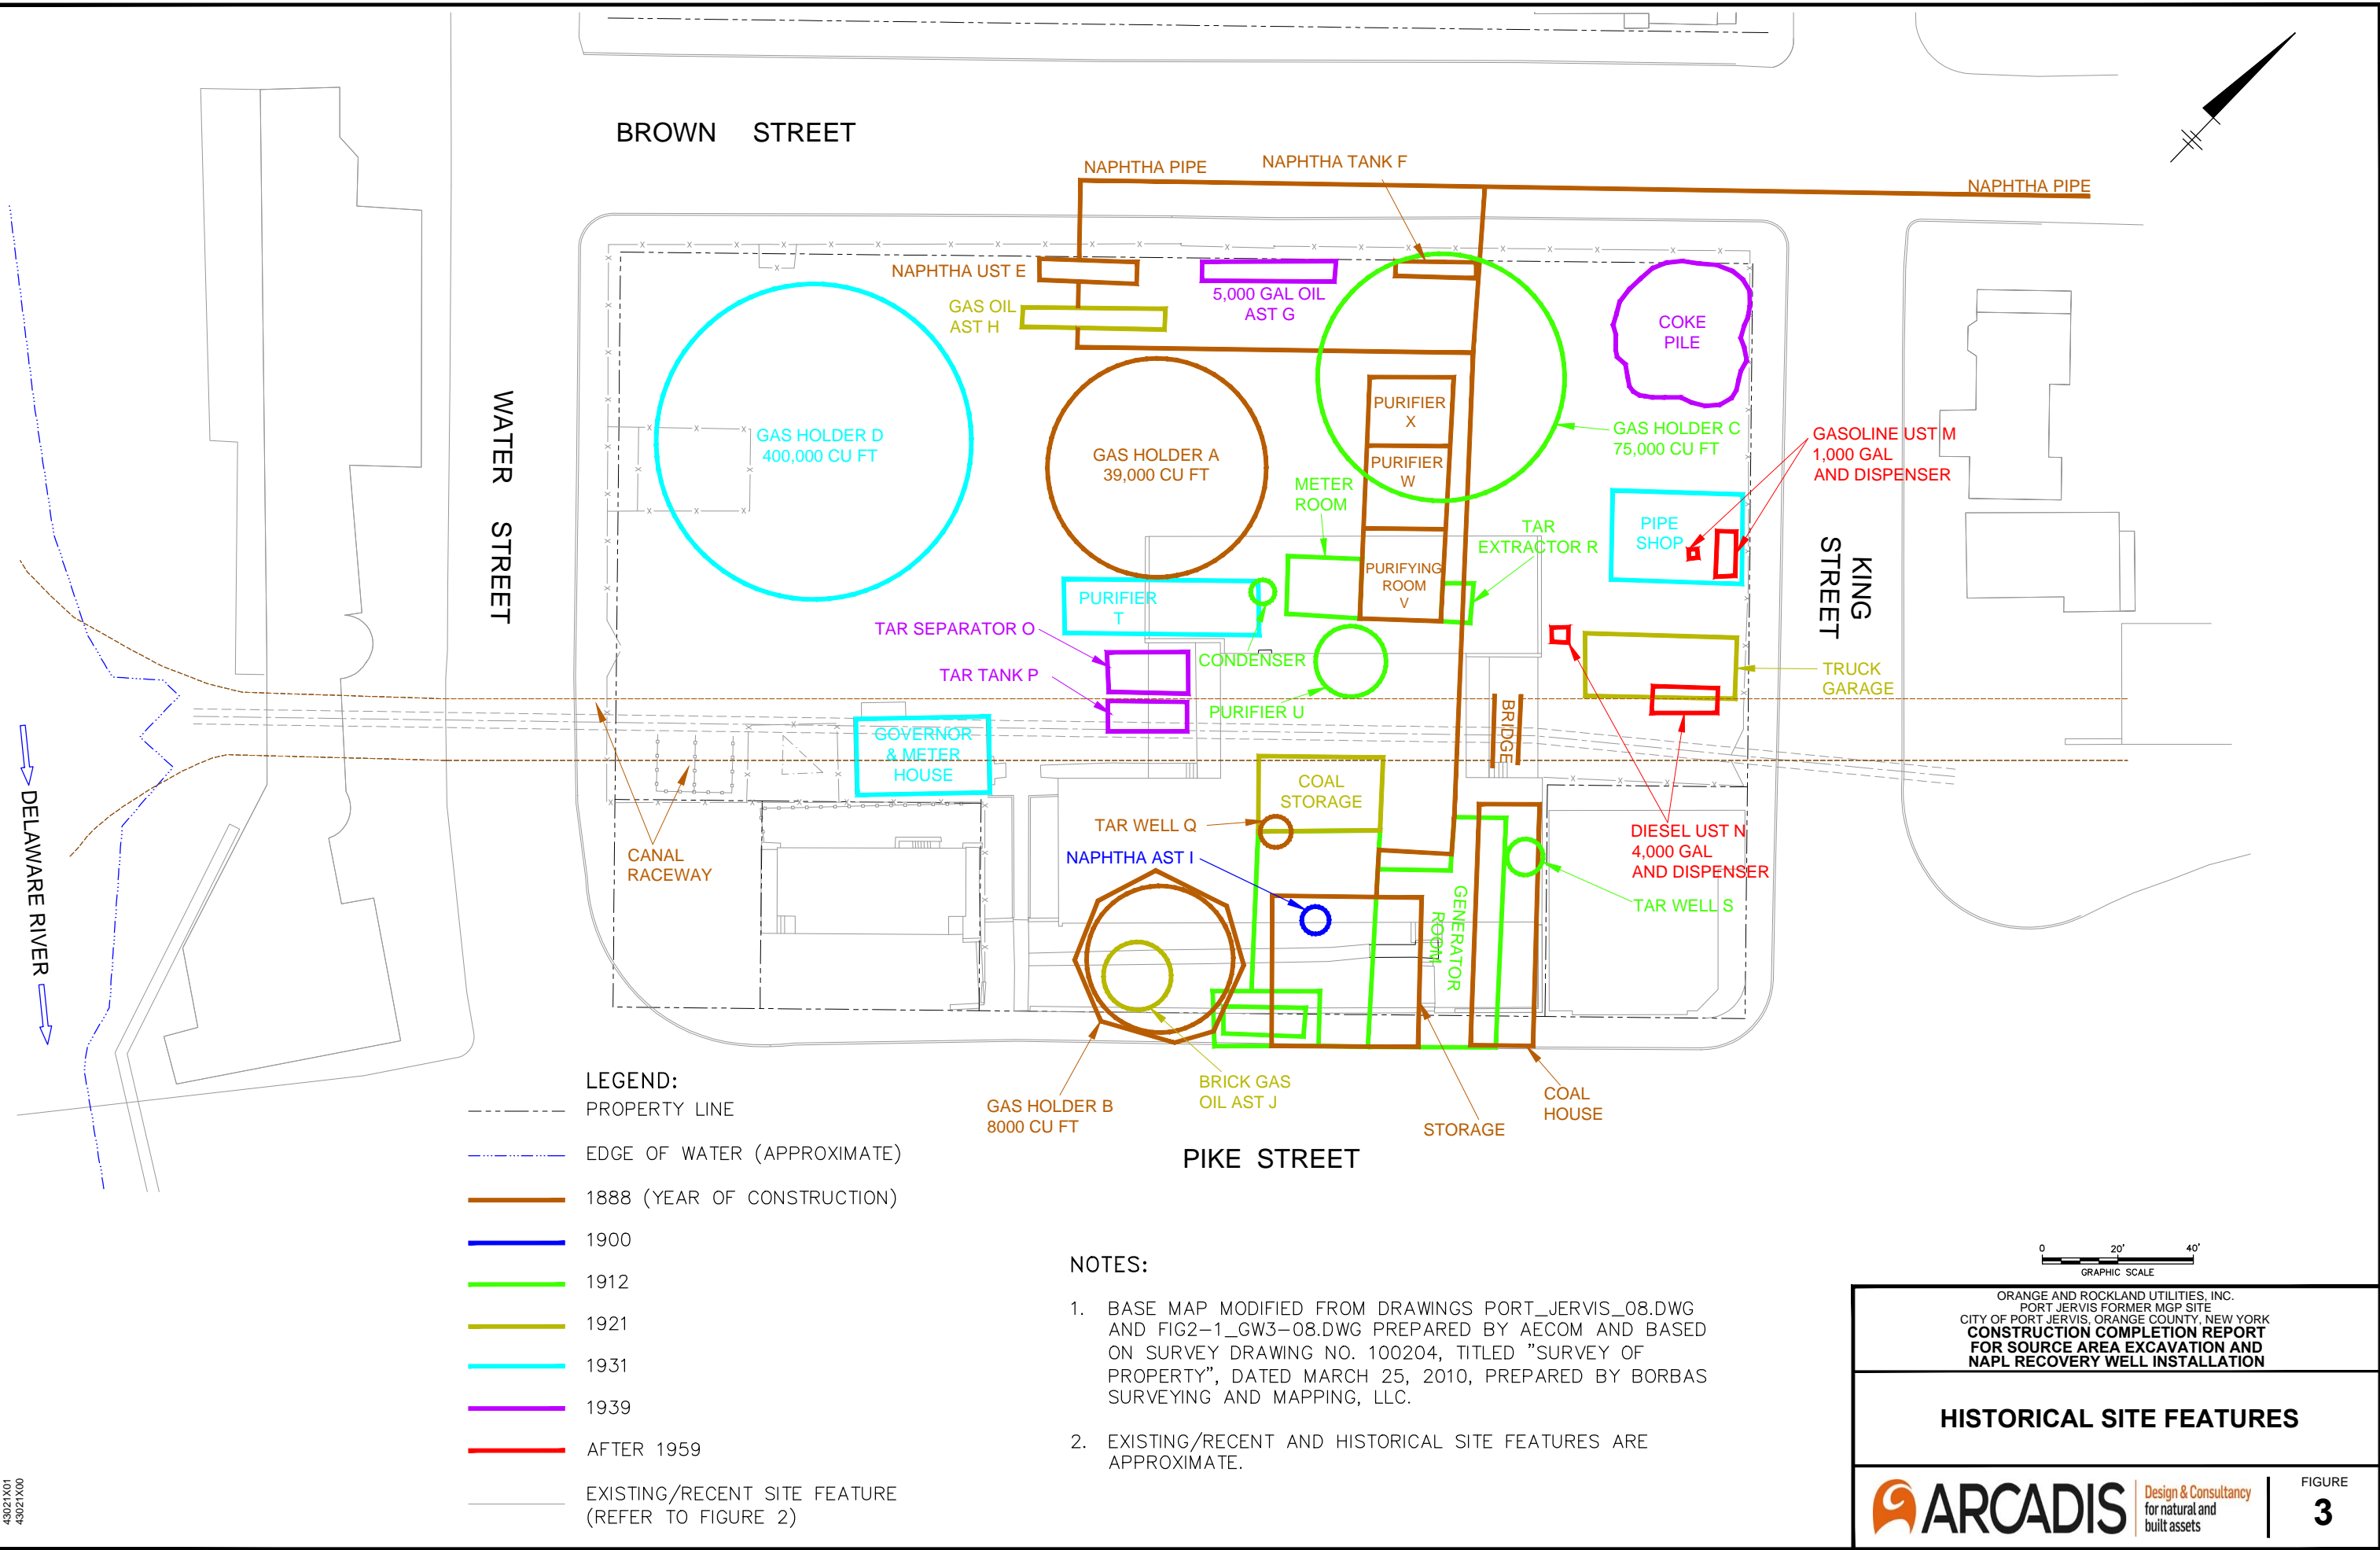 BROWN STREET
NAPHTHA PIPE
NAPHTHA TANK F
NAPHTHA PIPE
NAPHTHA UST E
GAS OIL
AST H
5,000 GAL OIL
AST G
COKE
PILE
WATER STREET
GAS HOLDER D
400,000 CU FT
GAS HOLDER A
39,000 CU FT
PURIFIER
X
PURIFIER
W
GAS HOLDER C
75,000 CU FT
GASOLINE UST M
1,000 GAL
AND DISPENSER
METER
ROOM
TAR
EXTRACTOR R
PIPE
SHOP
KING
STREET
PURIFYING
ROOM
V
PURIFIER
T
TAR SEPARATOR O
CONDENSER
TAR TANK P
PURIFIER U
TRUCK
GARAGE
BRIDGE
GOVERNOR
& METER
HOUSE
COAL
STORAGE
DELAWARE RIVER
TAR WELL Q
NAPHTHA AST I
CANAL
RACEWAY
DIESEL UST N
4,000 GAL
AND DISPENSER
TAR WELL S
GENERATOR
ROOM
BRICK GAS
OIL AST J
GAS HOLDER B
8000 CU FT
COAL
HOUSE
STORAGE
PIKE STREET
LEGEND:
PROPERTY LINE
EDGE OF WATER (APPROXIMATE)
1888 (YEAR OF CONSTRUCTION)
1900
1912
1921
1931
1939
AFTER 1959
EXISTING/RECENT SITE FEATURE
(REFER TO FIGURE 2)
NOTES:
1. BASE MAP MODIFIED FROM DRAWINGS PORT_JERVIS_08.DWG
AND FIG2-1_GW3-08.DWG PREPARED BY AECOM AND BASED
ON SURVEY DRAWING NO. 100204, TITLED "SURVEY OF
PROPERTY", DATED MARCH 25, 2010, PREPARED BY BORBAS
SURVEYING AND MAPPING, LLC.
2. EXISTING/RECENT AND HISTORICAL SITE FEATURES ARE
APPROXIMATE.
0 20' 40'
GRAPHIC SCALE
ORANGE AND ROCKLAND UTILITIES, INC.
PORT JERVIS FORMER MGP SITE
CITY OF PORT JERVIS, ORANGE COUNTY, NEW YORK
CONSTRUCTION COMPLETION REPORT
FOR SOURCE AREA EXCAVATION AND
NAPL RECOVERY WELL INSTALLATION
HISTORICAL SITE FEATURES
ARCADIS
Design & Consultancy
for natural and
built assets
FIGURE
3
43021X01
43021X00